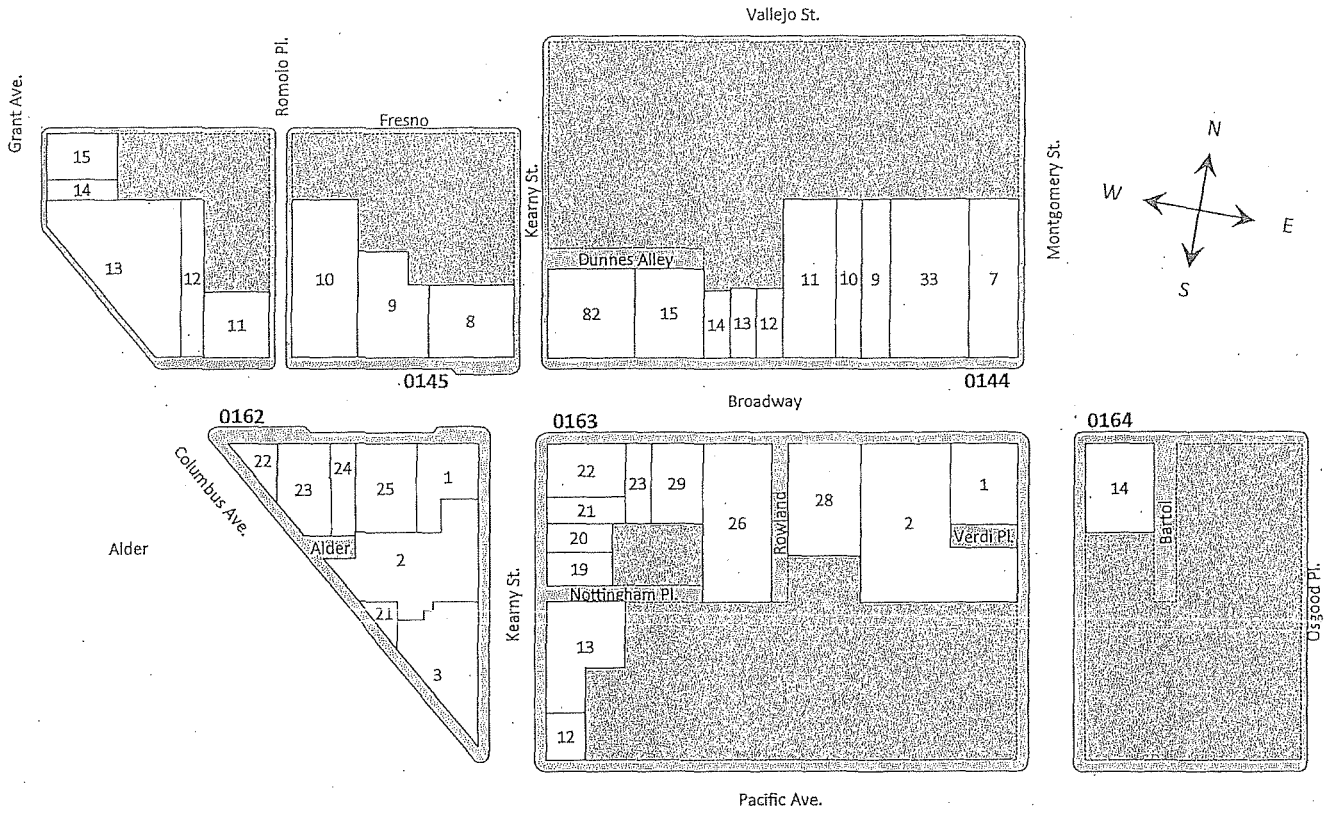 Vallejo St.
Grant Ave.
Romolo Pl.
Fresno
Kearny St.
Montgomery St.
N
W
E
S
15
14
13
12
11
10
9
8
Dunnes Alley
82
15
14
13
12
11
10
9
33
7
0145
0144
Broadway
0162
0163
0164
Columbus Ave.
22
23
24
25
1
Alder
Alder
2
21
3
Kearny St.
22
23
29
21
20
19
Nottingham Pl.
26
Rowland
28
2
1
Verdi Pl.
13
12
14
Bartol
Osgood Pl.
Pacific Ave.